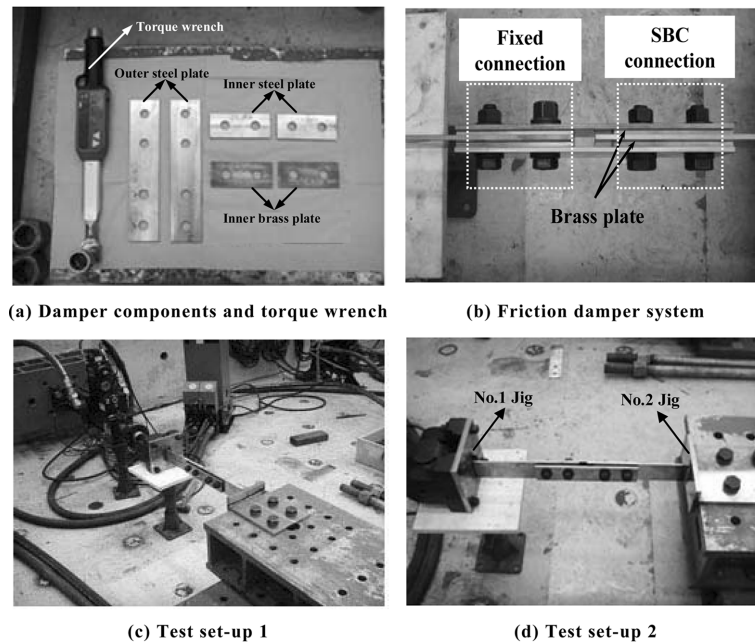 Torque wrench
Outer steel plate
Inner steel plate
Inner brass plate
(a) Damper components and torque wrench
Fixed
connection
SBC
connection
Brass plate
(b) Friction damper system
(c) Test set-up 1
No.1 Jig
No.2 Jig
(d) Test set-up 2